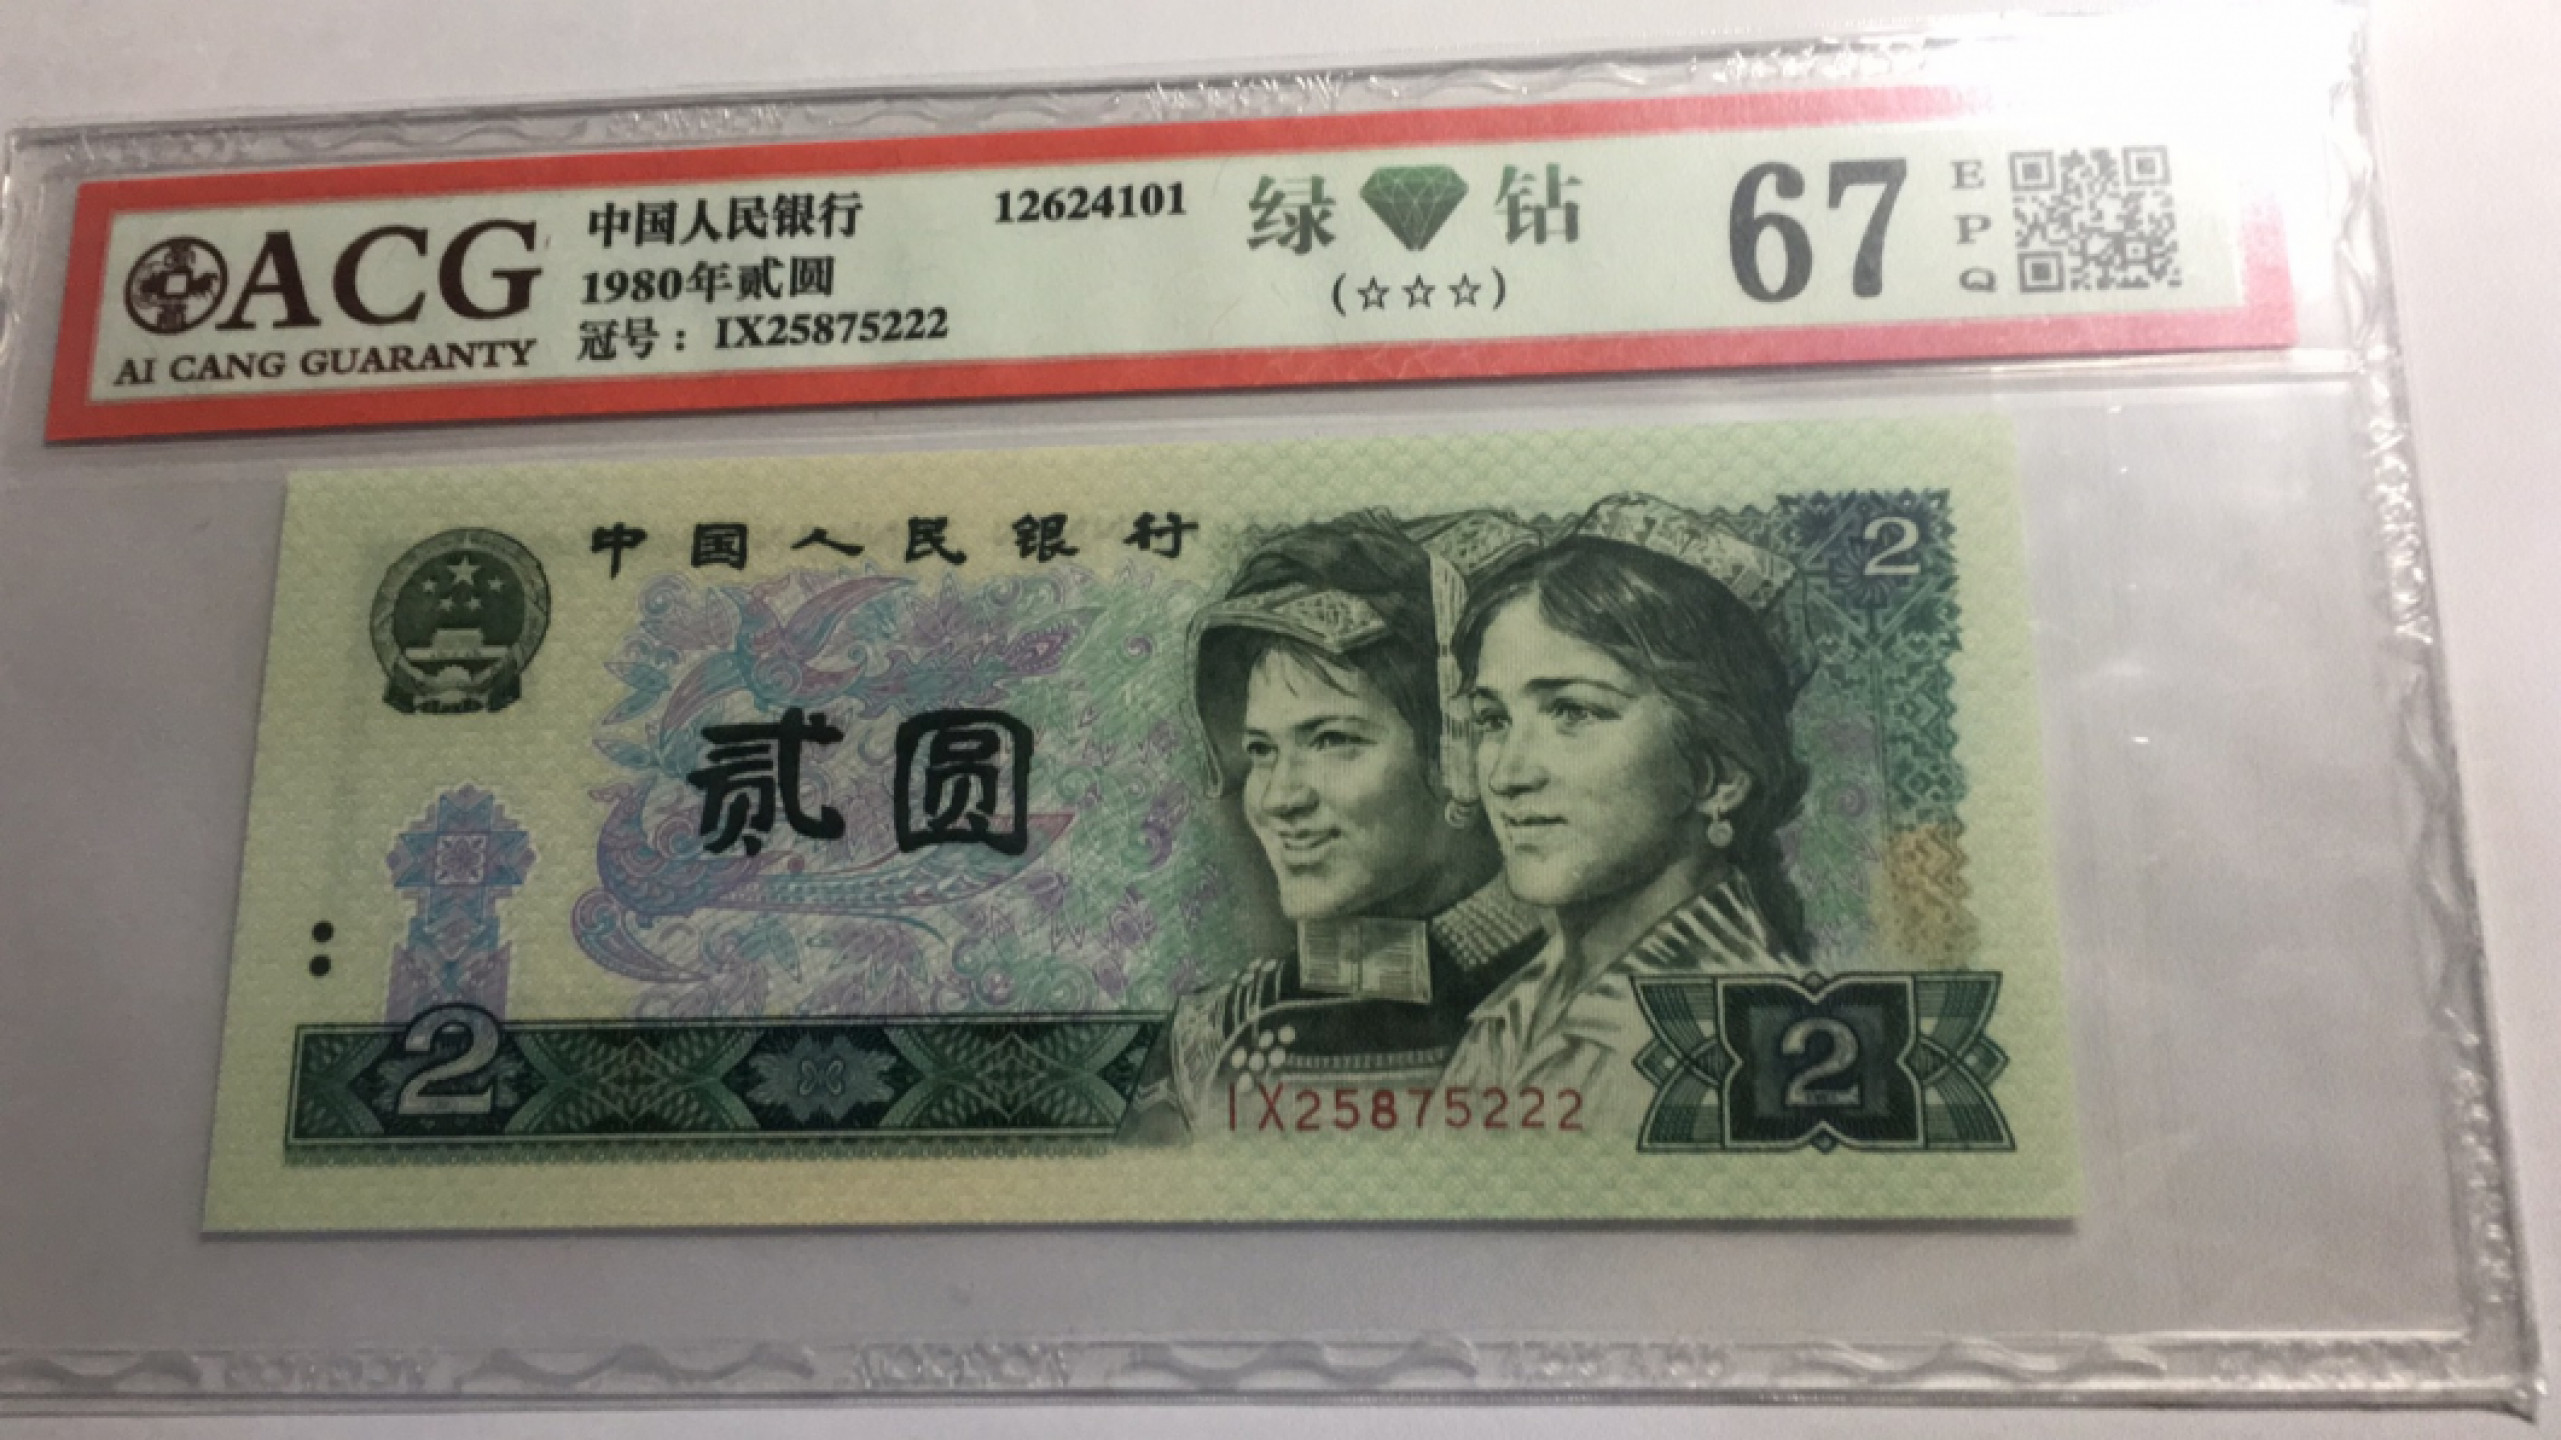 ACG
AI CANG GUARANTY
中国人民银行
1980年贰圆
冠号：IX25875222
12624101
绿 钻
(☆☆☆)
67
E
P
Q
中国人民银行
2
贰圆
2
IX25875222
2